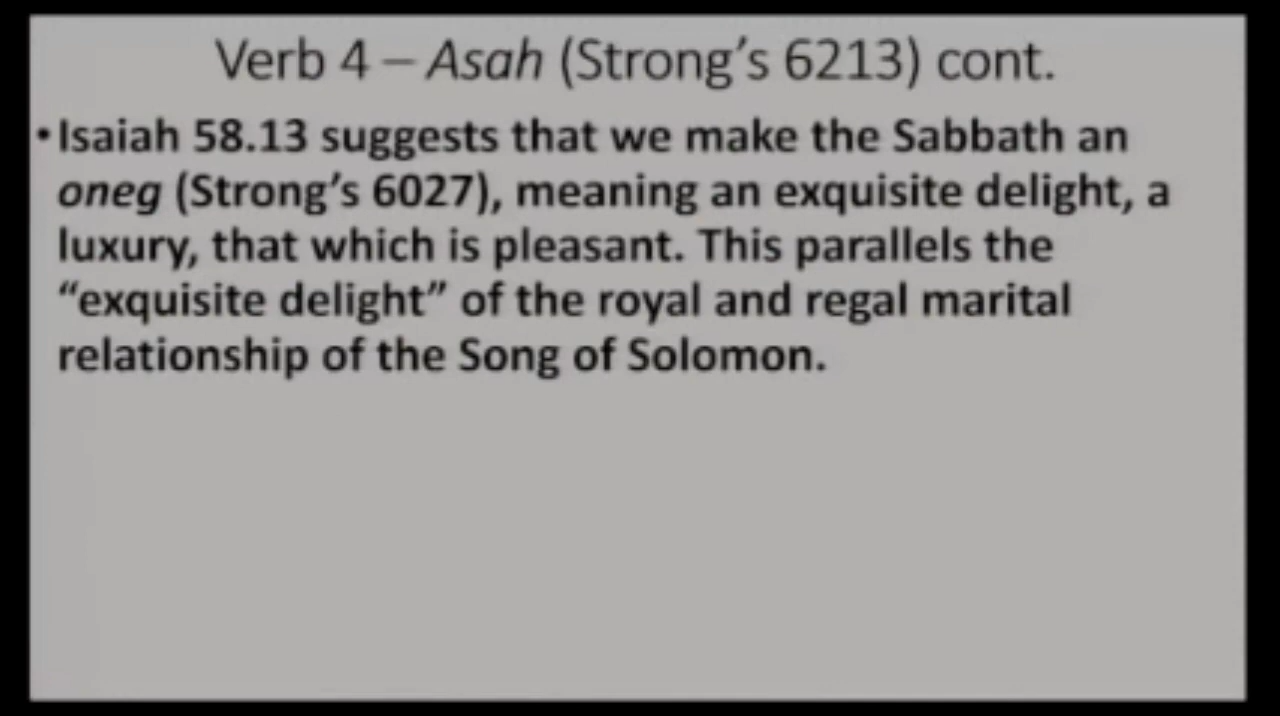 Verb 4 – Asah (Strong’s 6213) cont.
•Isaiah 58.13 suggests that we make the Sabbath an
oneg (Strong’s 6027), meaning an exquisite delight, a
luxury, that which is pleasant. This parallels the
“exquisite delight” of the royal and regal marital
relationship of the Song of Solomon.